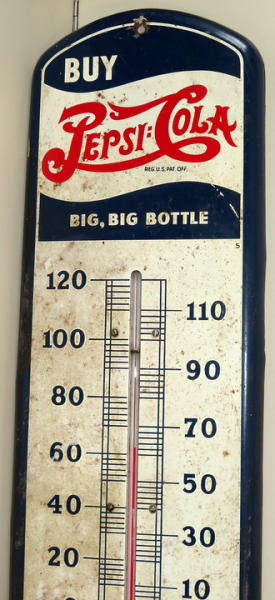 BUY
PEPSI:COLA
REG. U.S. PAT. OFF.
BIG, BIG BOTTLE
S
120
110
100
90
80
70
60
50
40
30
20
10